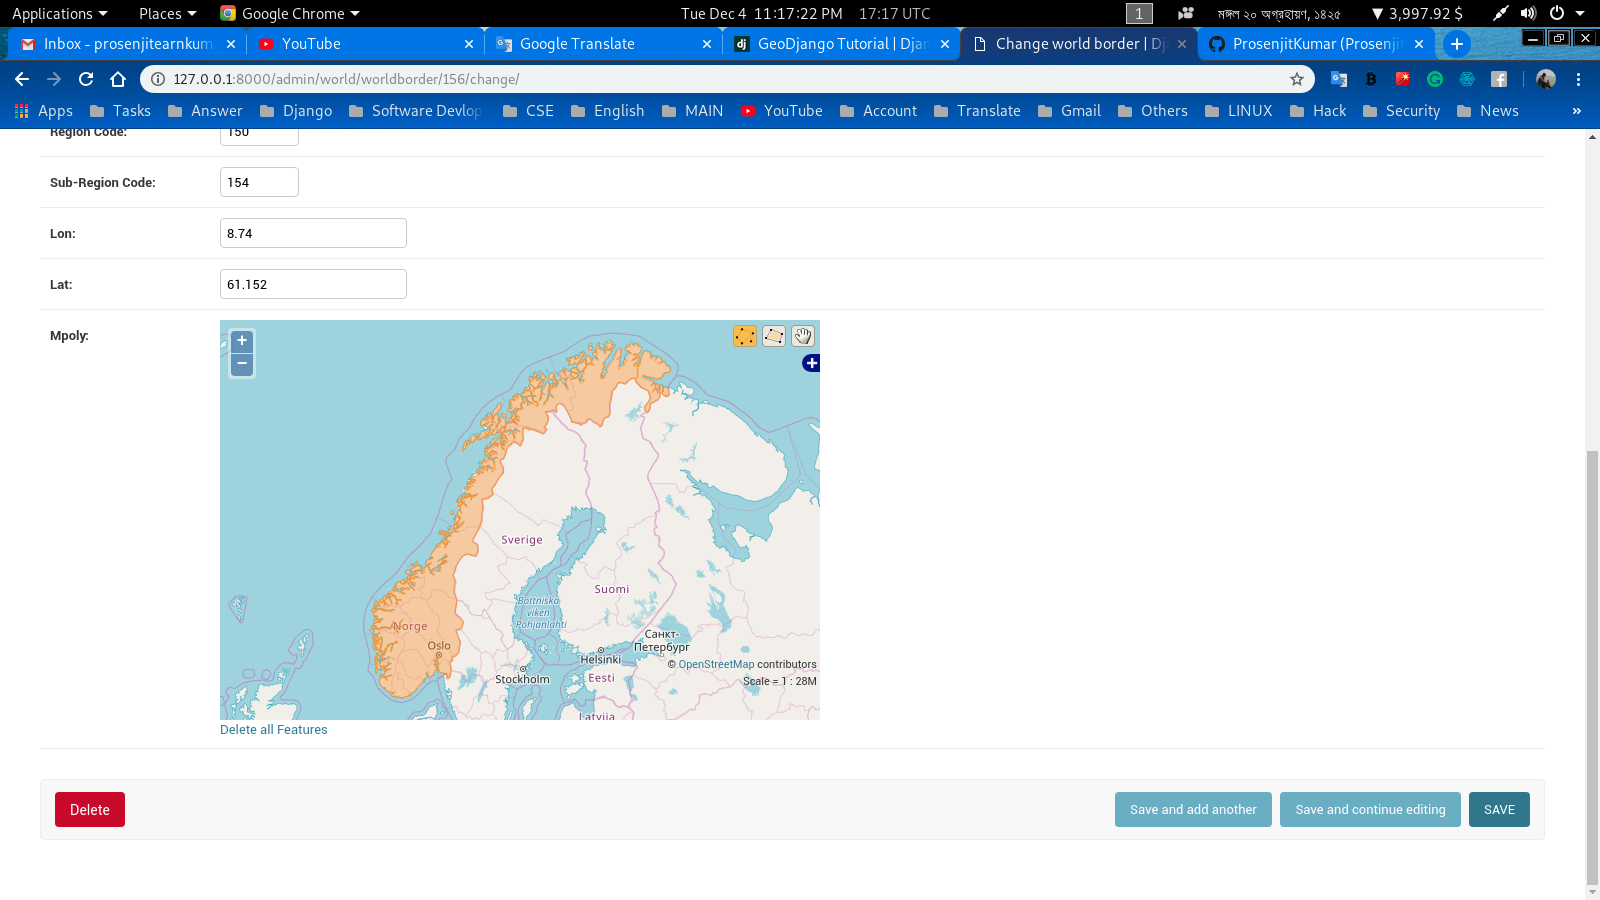 Applications Places Google Chrome Tue Dec 4 11:17:22 PM 17:17 UTC 1 মঙ্গল ২০ অগ্রহায়ণ, ১৪২৫ ▼ 3,997.92 $
Inbox - prosenjitearnkuma YouTube Google Translate GeoDjango Tutorial | Djan Change world border | Dj ProsenjitKumar (Prosenjit
127.0.0.1:8000/admin/world/worldborder/156/change/
Apps Tasks Answer Django Software Devlop CSE English MAIN YouTube Account Translate Gmail Others LINUX Hack Security News »
Region Code: 150
Sub-Region Code: 154
Lon: 8.74
Lat: 61.152
Mpoly:
+
−
Sverige
Suomi
Bottniska
viken
- Pohjanlahti
Norge
Санкт-
Петербург
Oslo
Helsinki
© OpenStreetMap contributors
Stockholm
Eesti
Scale = 1 : 28M
Latvija
Delete all Features
Delete Save and add another Save and continue editing SAVE